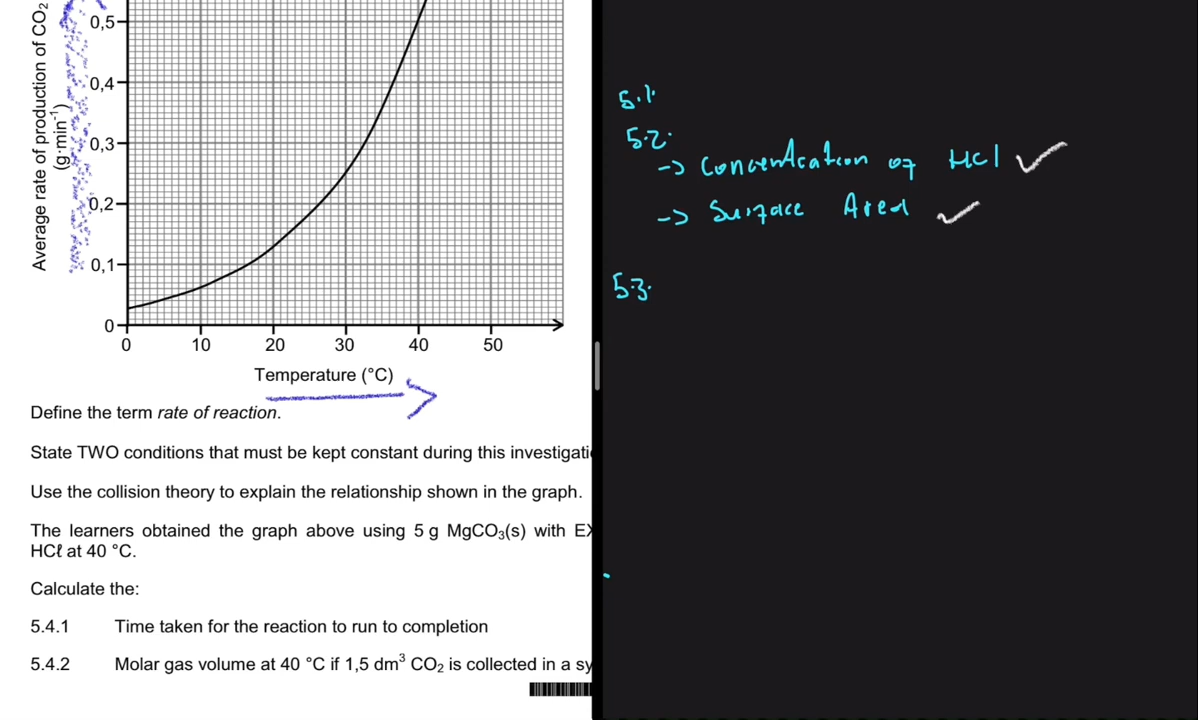 Average rate of production of CO₂
(g·min⁻¹)
0,5
0,4
0,3
0,2
0,1
0
0 10 20 30 40 50
Temperature (°C)
Define the term rate of reaction.
State TWO conditions that must be kept constant during this investigati
Use the collision theory to explain the relationship shown in the graph.
The learners obtained the graph above using 5 g MgCO₃(s) with EX
HCℓ at 40 °C.
Calculate the:
5.4.1 Time taken for the reaction to run to completion
5.4.2 Molar gas volume at 40 °C if 1,5 dm³ CO₂ is collected in a sy
5.1.
5.2.
-> Concentration of HCl ✓
-> Surface Area ✓
5.3.